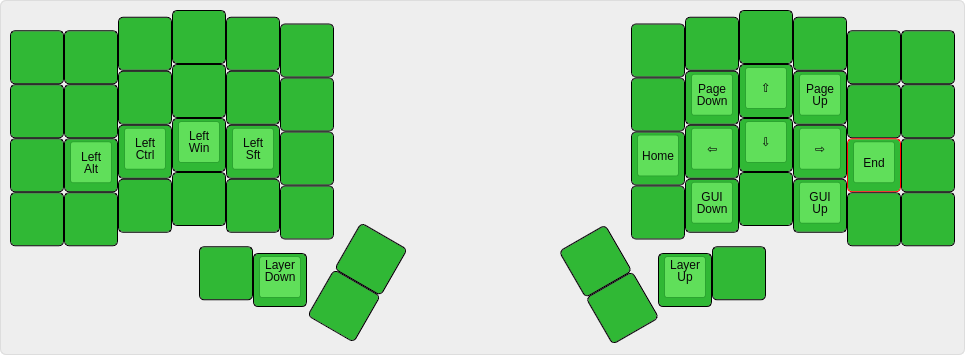 Left
Alt
Left
Ctrl
Left
Win
Left
Sft
Layer
Down
Page
Down
⇧
Page
Up
Home
⇦
⇩
⇨
End
GUI
Down
GUI
Up
Layer
Up